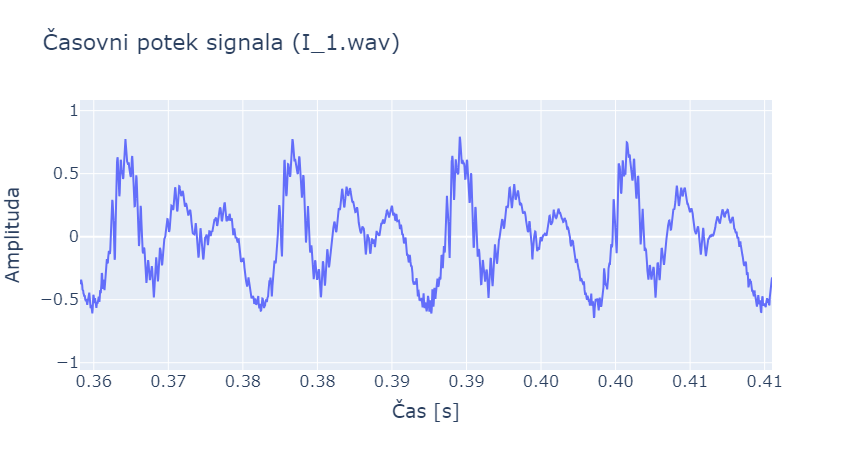 Časovni potek signala (I_1.wav)
Amplituda
1
0.5
0
−0.5
−1
0.36 0.37 0.38 0.38 0.39 0.39 0.40 0.40 0.41 0.41
Čas [s]